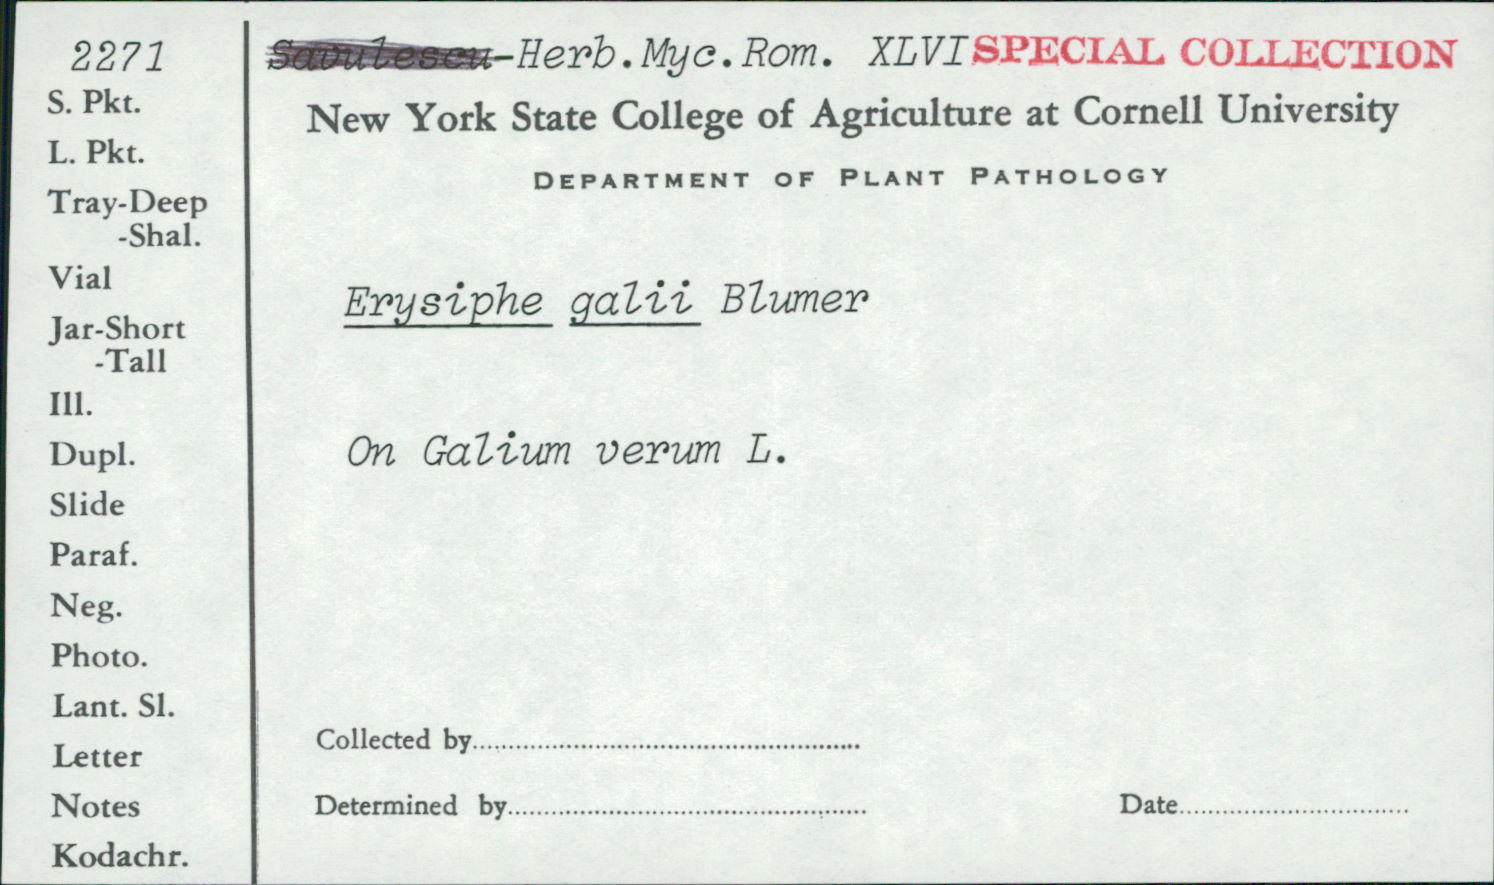 2271
S. Pkt.
L. Pkt.
Tray-Deep
-Shal.
Vial
Jar-Short
-Tall
Ill.
Dupl.
Slide
Paraf.
Neg.
Photo.
Lant. Sl.
Letter
Notes
Kodachr.
Savulescu-Herb.Myc.Rom. XLVI SPECIAL COLLECTION
New York State College of Agriculture at Cornell University
DEPARTMENT OF PLANT PATHOLOGY
Erysiphe galii Blumer
On Galium verum L.
Collected by
Determined by
Date